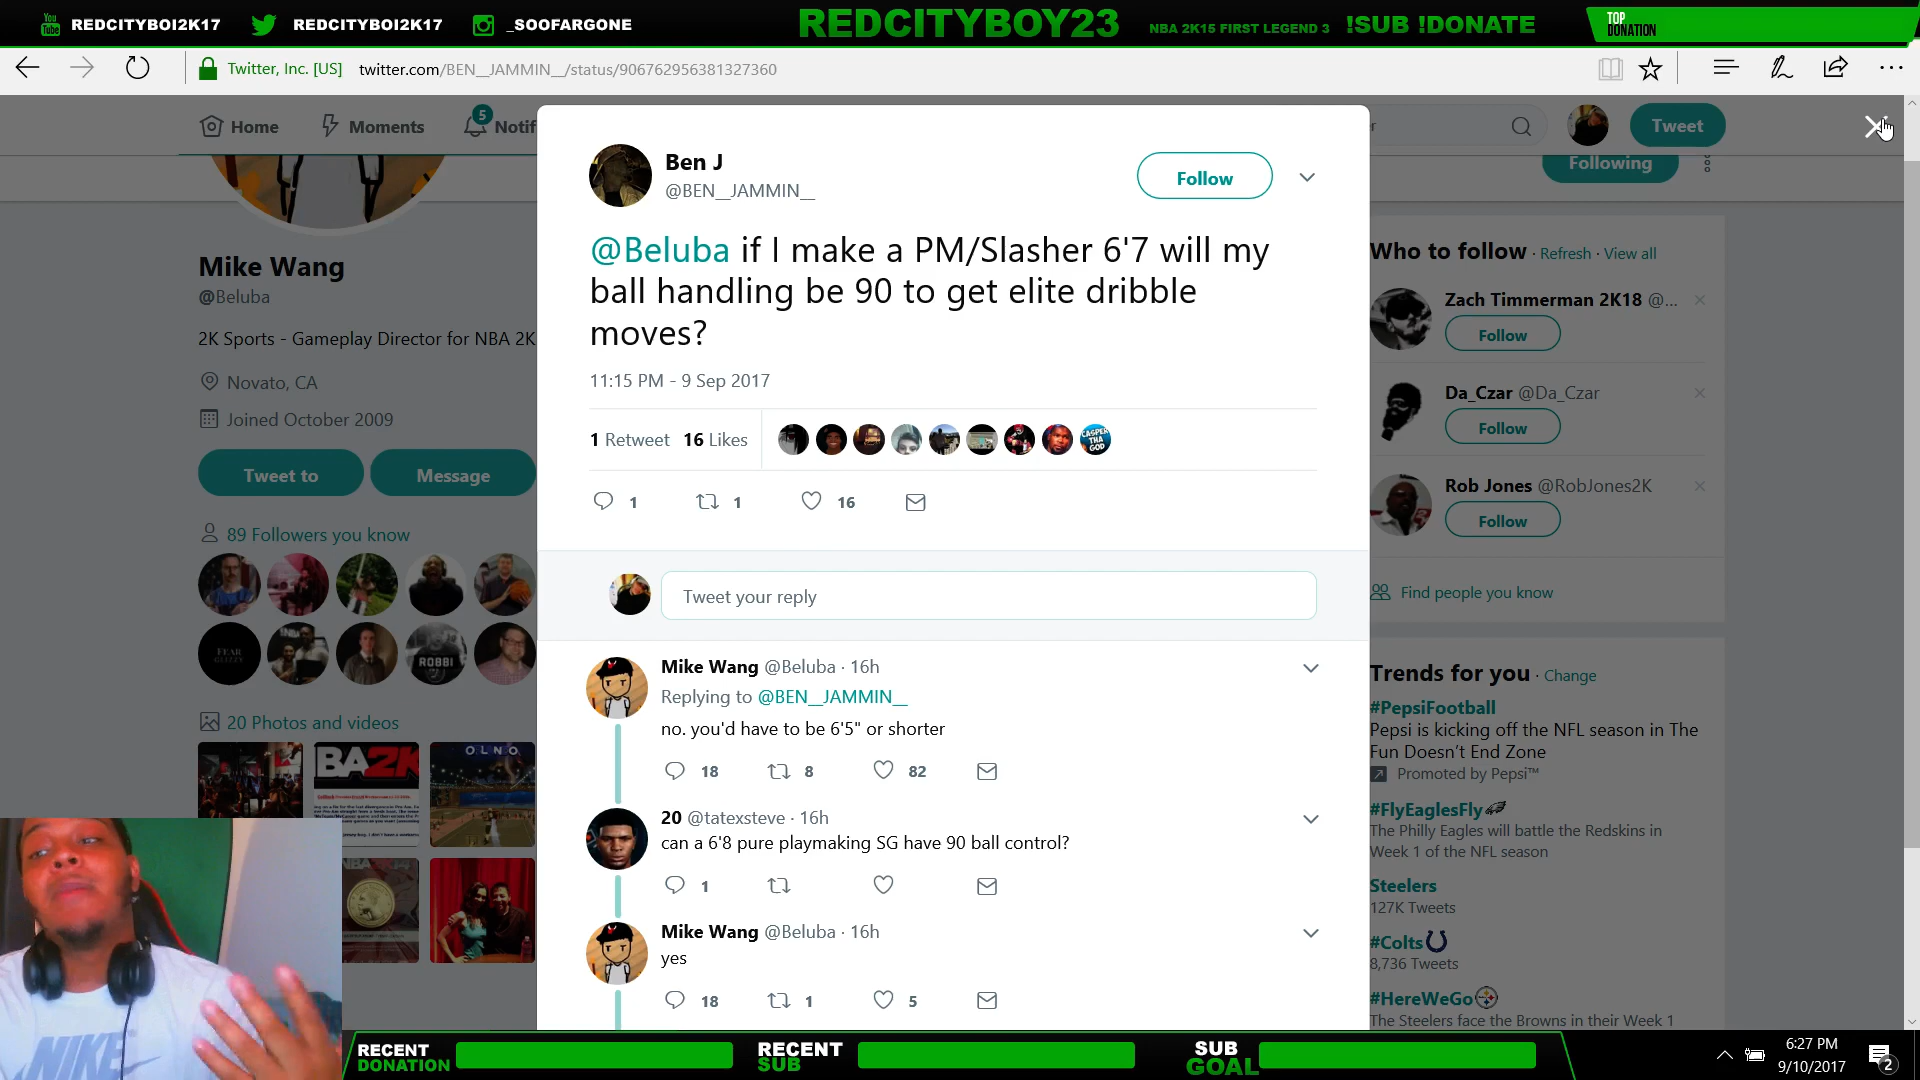 REDCITYBOI2K17 REDCITYBOI2K17 _SOOFARGONE REDCITYBOY23 NBA 2K15 FIRST LEGEND 3 !SUB !DONATE TOP DONATION
Twitter, Inc. [US] twitter.com/BEN__JAMMIN__/status/906762956381327360
Home Moments 5 Notif Tweet
Following
Mike Wang
@Beluba
2K Sports - Gameplay Director for NBA 2K
Novato, CA
Joined October 2009
Tweet to Message
89 Followers you know
20 Photos and videos
Ben J
@BEN__JAMMIN__
Follow
@Beluba if I make a PM/Slasher 6'7 will my
ball handling be 90 to get elite dribble
moves?
11:15 PM - 9 Sep 2017
1 Retweet 16 Likes
CASPER THA GOD
1 1 16
Tweet your reply
Mike Wang @Beluba · 16h
Replying to @BEN__JAMMIN__
no. you'd have to be 6'5" or shorter
18 8 82
20 @tatexsteve · 16h
can a 6'8 pure playmaking SG have 90 ball control?
1
Mike Wang @Beluba · 16h
yes
18 1 5
Who to follow · Refresh · View all
Zach Timmerman 2K18 @...
Follow
Da_Czar @Da_Czar
Follow
Rob Jones @RobJones2K
Follow
Find people you know
Trends for you · Change
#PepsiFootball
Pepsi is kicking off the NFL season in The
Fun Doesn't End Zone
Promoted by Pepsi™
#FlyEaglesFly
The Philly Eagles will battle the Redskins in
Week 1 of the NFL season
Steelers
127K Tweets
#Colts
8,736 Tweets
#HereWeGo
The Steelers face the Browns in their Week 1
NIKE
RECENT DONATION RECENT SUB SUB GOAL
6:27 PM
9/10/2017
2